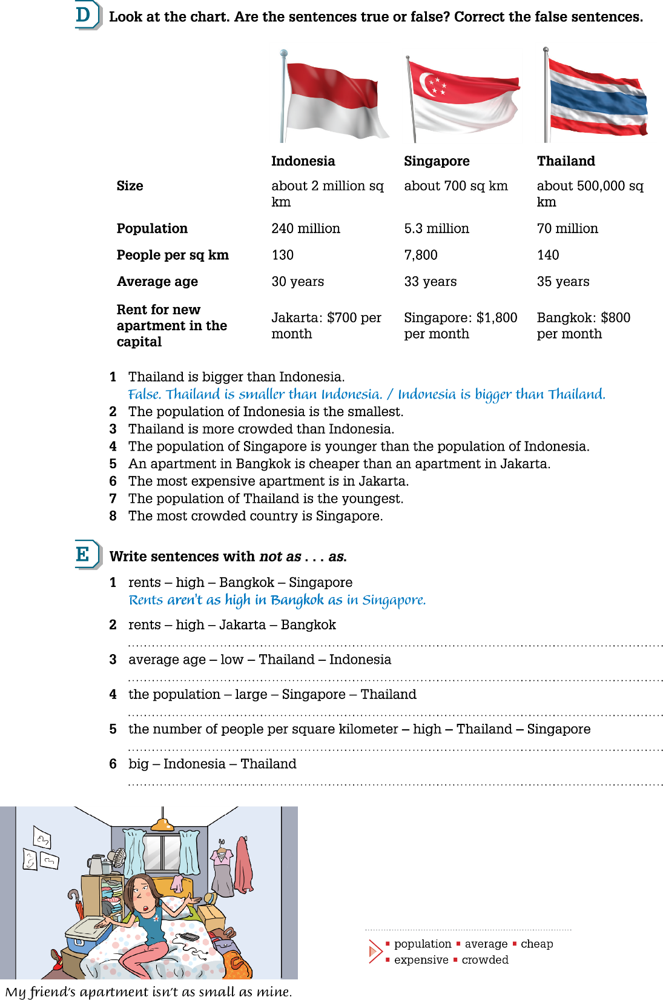 D Look at the chart. Are the sentences true or false? Correct the false sentences.
Indonesia Singapore Thailand
Size about 2 million sq km about 700 sq km about 500,000 sq km
Population 240 million 5.3 million 70 million
People per sq km 130 7,800 140
Average age 30 years 33 years 35 years
Rent for new apartment in the capital Jakarta: $700 per month Singapore: $1,800 per month Bangkok: $800 per month
1 Thailand is bigger than Indonesia.
False. Thailand is smaller than Indonesia. / Indonesia is bigger than Thailand.
2 The population of Indonesia is the smallest.
3 Thailand is more crowded than Indonesia.
4 The population of Singapore is younger than the population of Indonesia.
5 An apartment in Bangkok is cheaper than an apartment in Jakarta.
6 The most expensive apartment is in Jakarta.
7 The population of Thailand is the youngest.
8 The most crowded country is Singapore.
E Write sentences with not as . . . as.
1 rents – high – Bangkok – Singapore
Rents aren't as high in Bangkok as in Singapore.
2 rents – high – Jakarta – Bangkok
3 average age – low – Thailand – Indonesia
4 the population – large – Singapore – Thailand
5 the number of people per square kilometer – high – Thailand – Singapore
6 big – Indonesia – Thailand
▪ population ▪ average ▪ cheap
▪ expensive ▪ crowded
My friend's apartment isn't as small as mine.